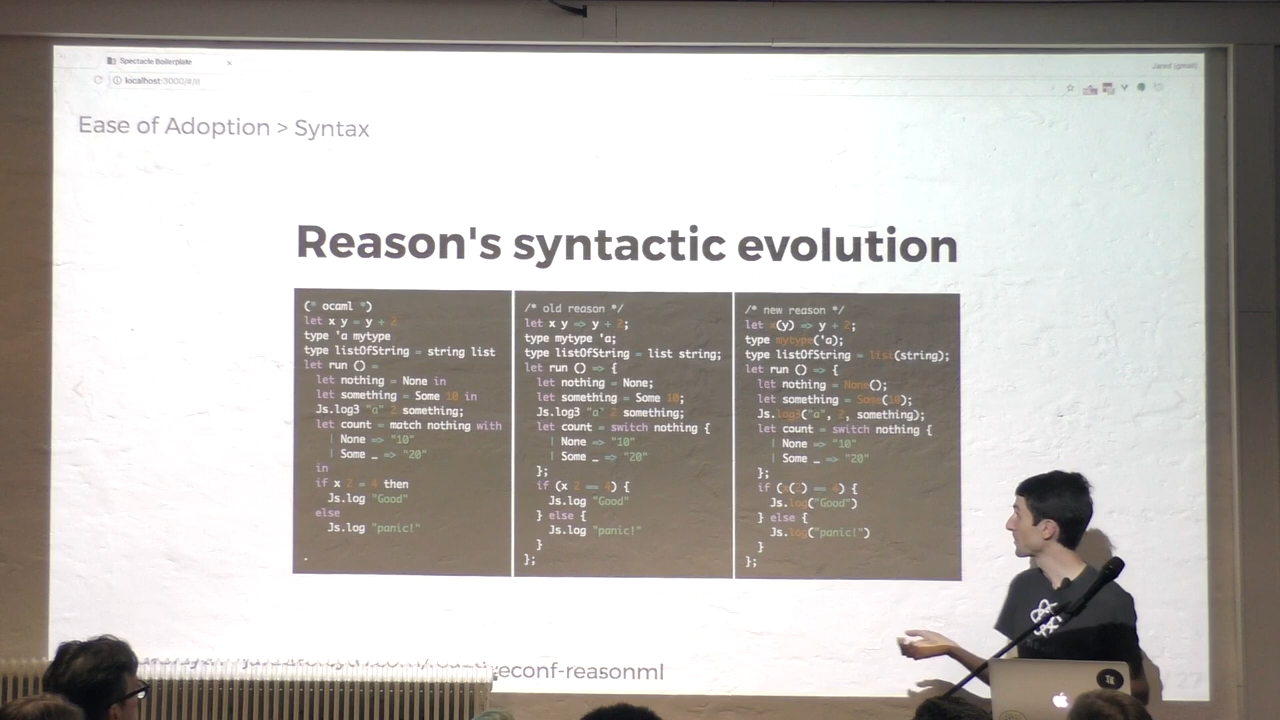 Spectacle Boilerplate
localhost:3000/#/8
Jared (gmail)
Ease of Adoption > Syntax
Reason's syntactic evolution
(* ocaml *)
let x y = y + 2
type 'a mytype
type listOfString = string list
let run () =
let nothing = None in
let something = Some 10 in
Js.log3 "a" 2 something;
let count = match nothing with
| None => "10"
| Some _ => "20"
in
if x 2 = 4 then
Js.log "Good"
else
Js.log "panic!"
/* old reason */
let x y => y + 2;
type mytype 'a;
type listOfString = list string;
let run () => {
let nothing = None;
let something = Some 10;
Js.log3 "a" 2 something;
let count = switch nothing {
| None => "10"
| Some _ => "20"
};
if (x 2 == 4) {
Js.log "Good"
} else {
Js.log "panic!"
}
};
/* new reason */
let x(y) => y + 2;
type mytype('a);
type listOfString = list(string);
let run () => {
let nothing = None();
let something = Some(10);
Js.log3("a", 2, something);
let count = switch nothing {
| None => "10"
| Some _ => "20"
};
if (x(2) == 4) {
Js.log("Good")
} else {
Js.log("panic!")
}
};
econf-reasonml
/ 27